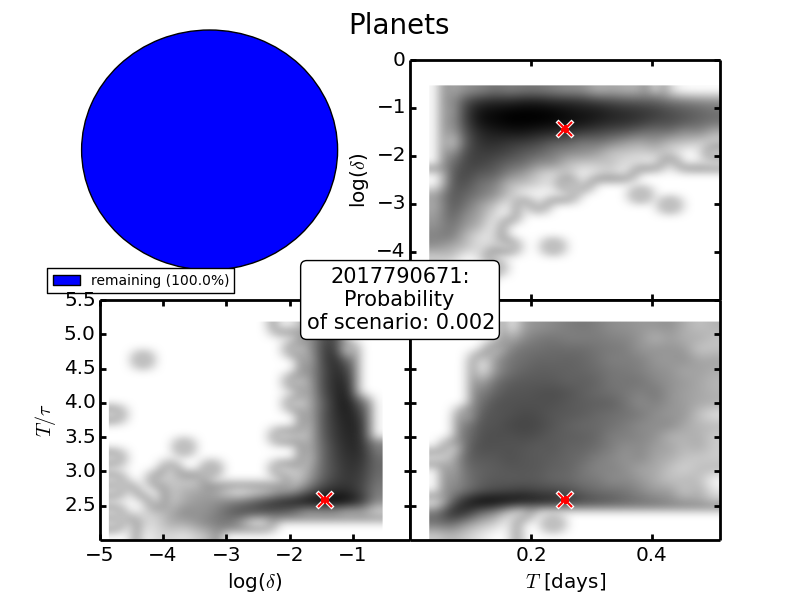 Planets
remaining (100.0%)
0
−1
−2
−3
−4
log(δ)
2017790671:
Probability
of scenario: 0.002
5.5
5.0
4.5
4.0
3.5
3.0
2.5
T/τ
−5 −4 −3 −2 −1
log(δ)
0.2 0.4
T [days]